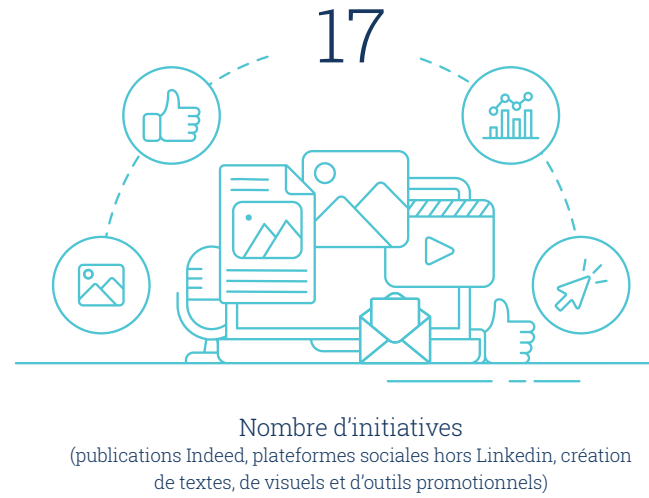 17
Nombre d'initiatives
(publications Indeed, plateformes sociales hors Linkedin, création
de textes, de visuels et d'outils promotionnels)